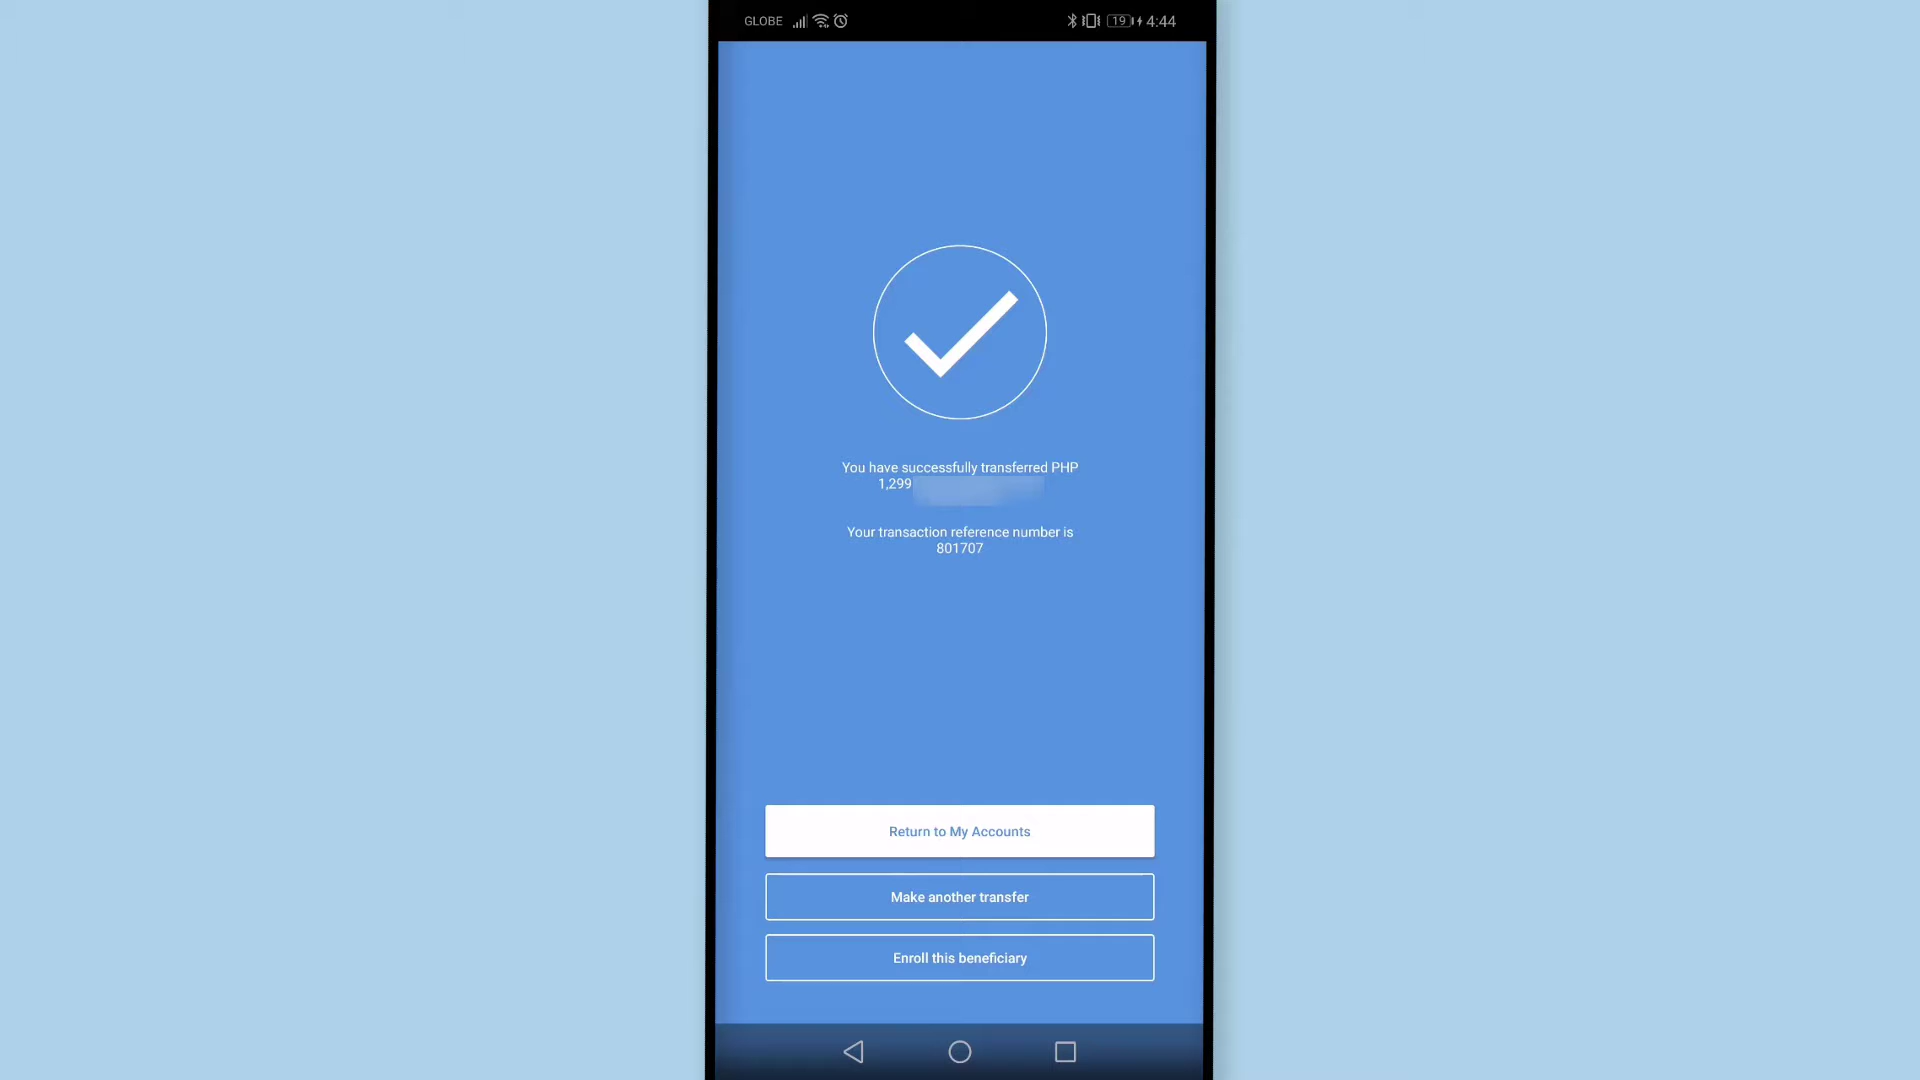 GLOBE 19 4:44
You have successfully transferred PHP
1,299
Your transaction reference number is
801707
Return to My Accounts
Make another transfer
Enroll this beneficiary